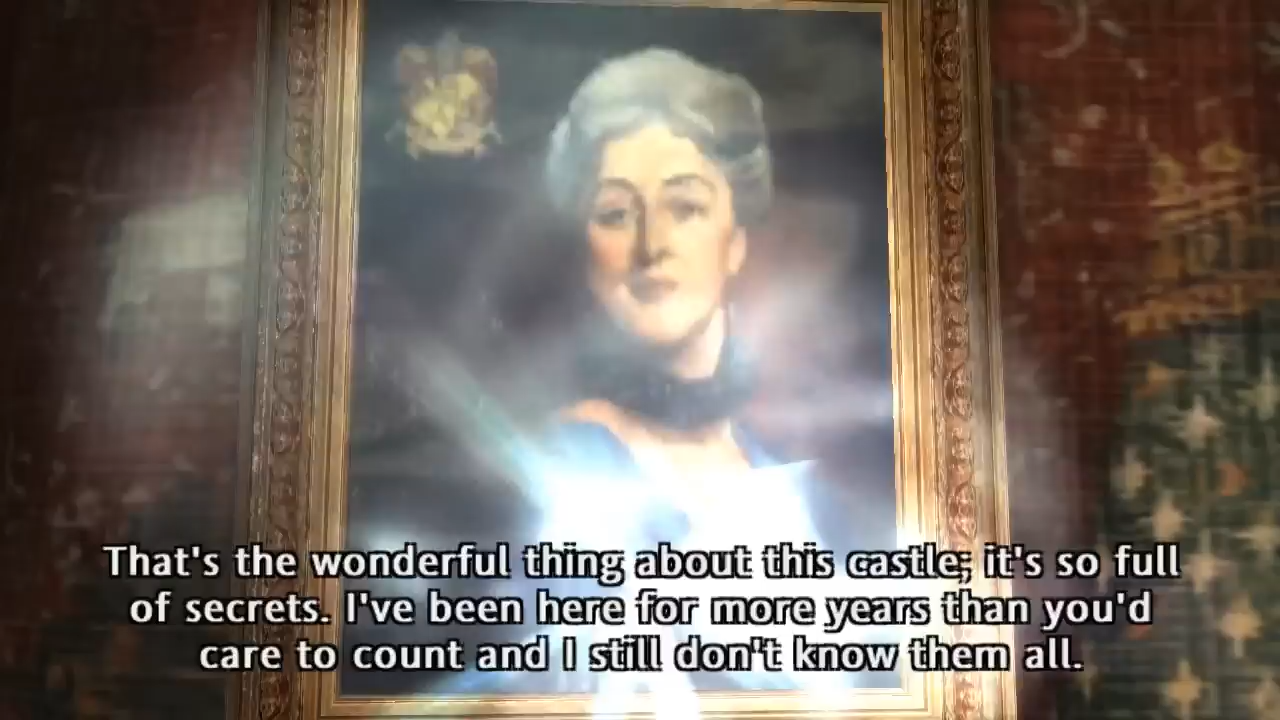 That's the wonderful thing about this castle; it's so full
of secrets. I've been here for more years than you'd
care to count and I still don't know them all.